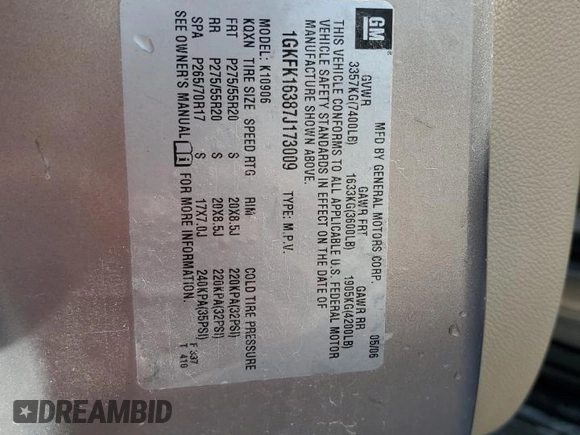 GM
MFD BY GENERAL MOTORS CORP. 05/06
GVWR GAWR FRT GAWR RR
3357KG(7400LB) 1633KG(3600LB) 1905KG(4200LB)
THIS VEHICLE CONFORMS TO ALL APPLICABLE U.S. FEDERAL MOTOR
VEHICLE SAFETY STANDARDS IN EFFECT ON THE DATE OF
MANUFACTURE SHOWN ABOVE.
1GKFK16387J173009 TYPE: M.P.V.
MODEL: K10906
KQXN TIRE SIZE SPEED RTG RIM COLD TIRE PRESSURE
FRT P275/55R20 S 20X8.5J 220KPA(32PSI)
RR P275/55R20 S 20X8.5J 220KPA(32PSI)
SPA P265/70R17 S 17X7.0J 240KPA(35PSI)
SEE OWNER'S MANUAL i FOR MORE INFORMATION.
F 337
T 410
DREAMBID